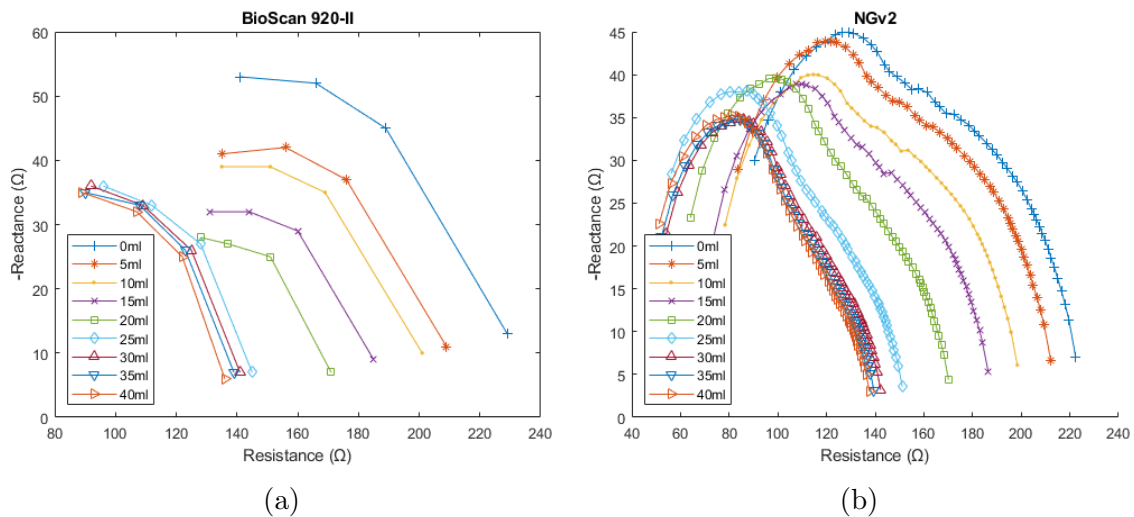 BioScan 920-II
60
50
40
30
20
10
0
-Reactance (Ω)
0ml
5ml
10ml
15ml
20ml
25ml
30ml
35ml
40ml
80 100 120 140 160 180 200 220 240
Resistance (Ω)
(a)
NGv2
45
40
35
30
25
20
15
10
5
0
-Reactance (Ω)
0ml
5ml
10ml
15ml
20ml
25ml
30ml
35ml
40ml
40 60 80 100 120 140 160 180 200 220 240
Resistance (Ω)
(b)